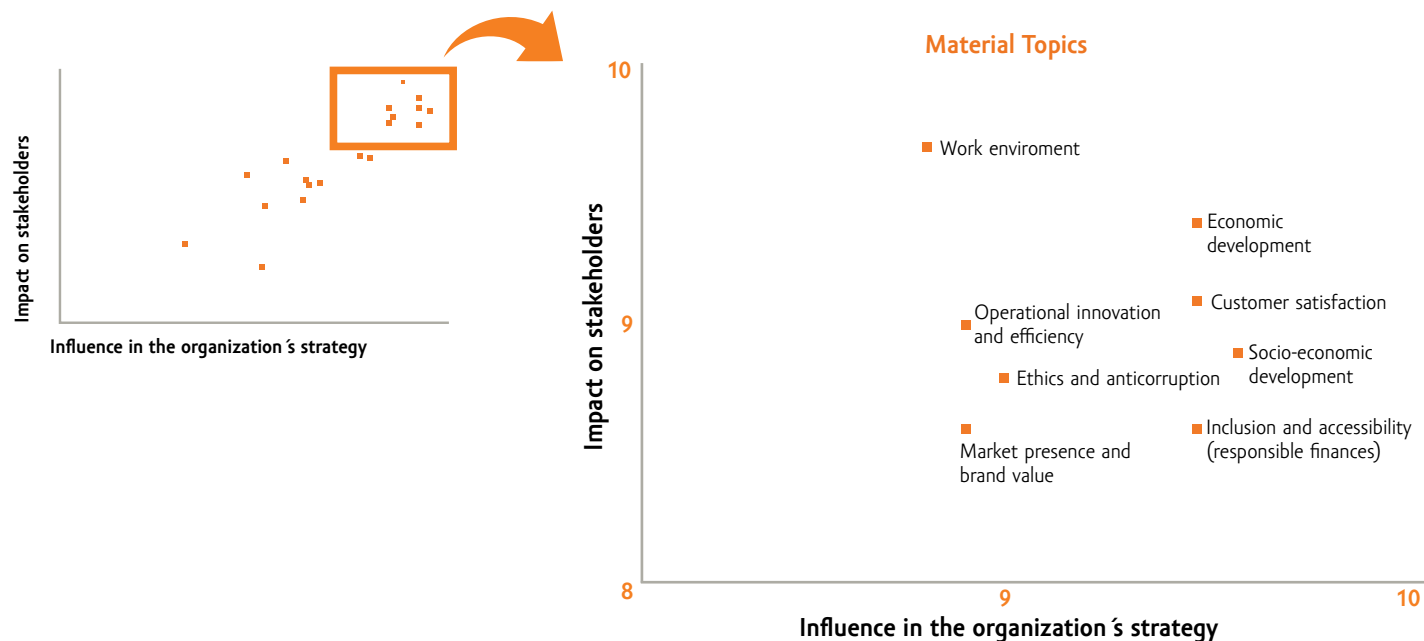 Impact on stakeholders
Influence in the organization´s strategy
Material Topics
10
Impact on stakeholders
Work enviroment
Economic
development
Customer satisfaction
Operational innovation
and efficiency
9
Socio-economic
development
Ethics and anticorruption
Inclusion and accessibility
(responsible finances)
Market presence and
brand value
8
9
10
Influence in the organization´s strategy